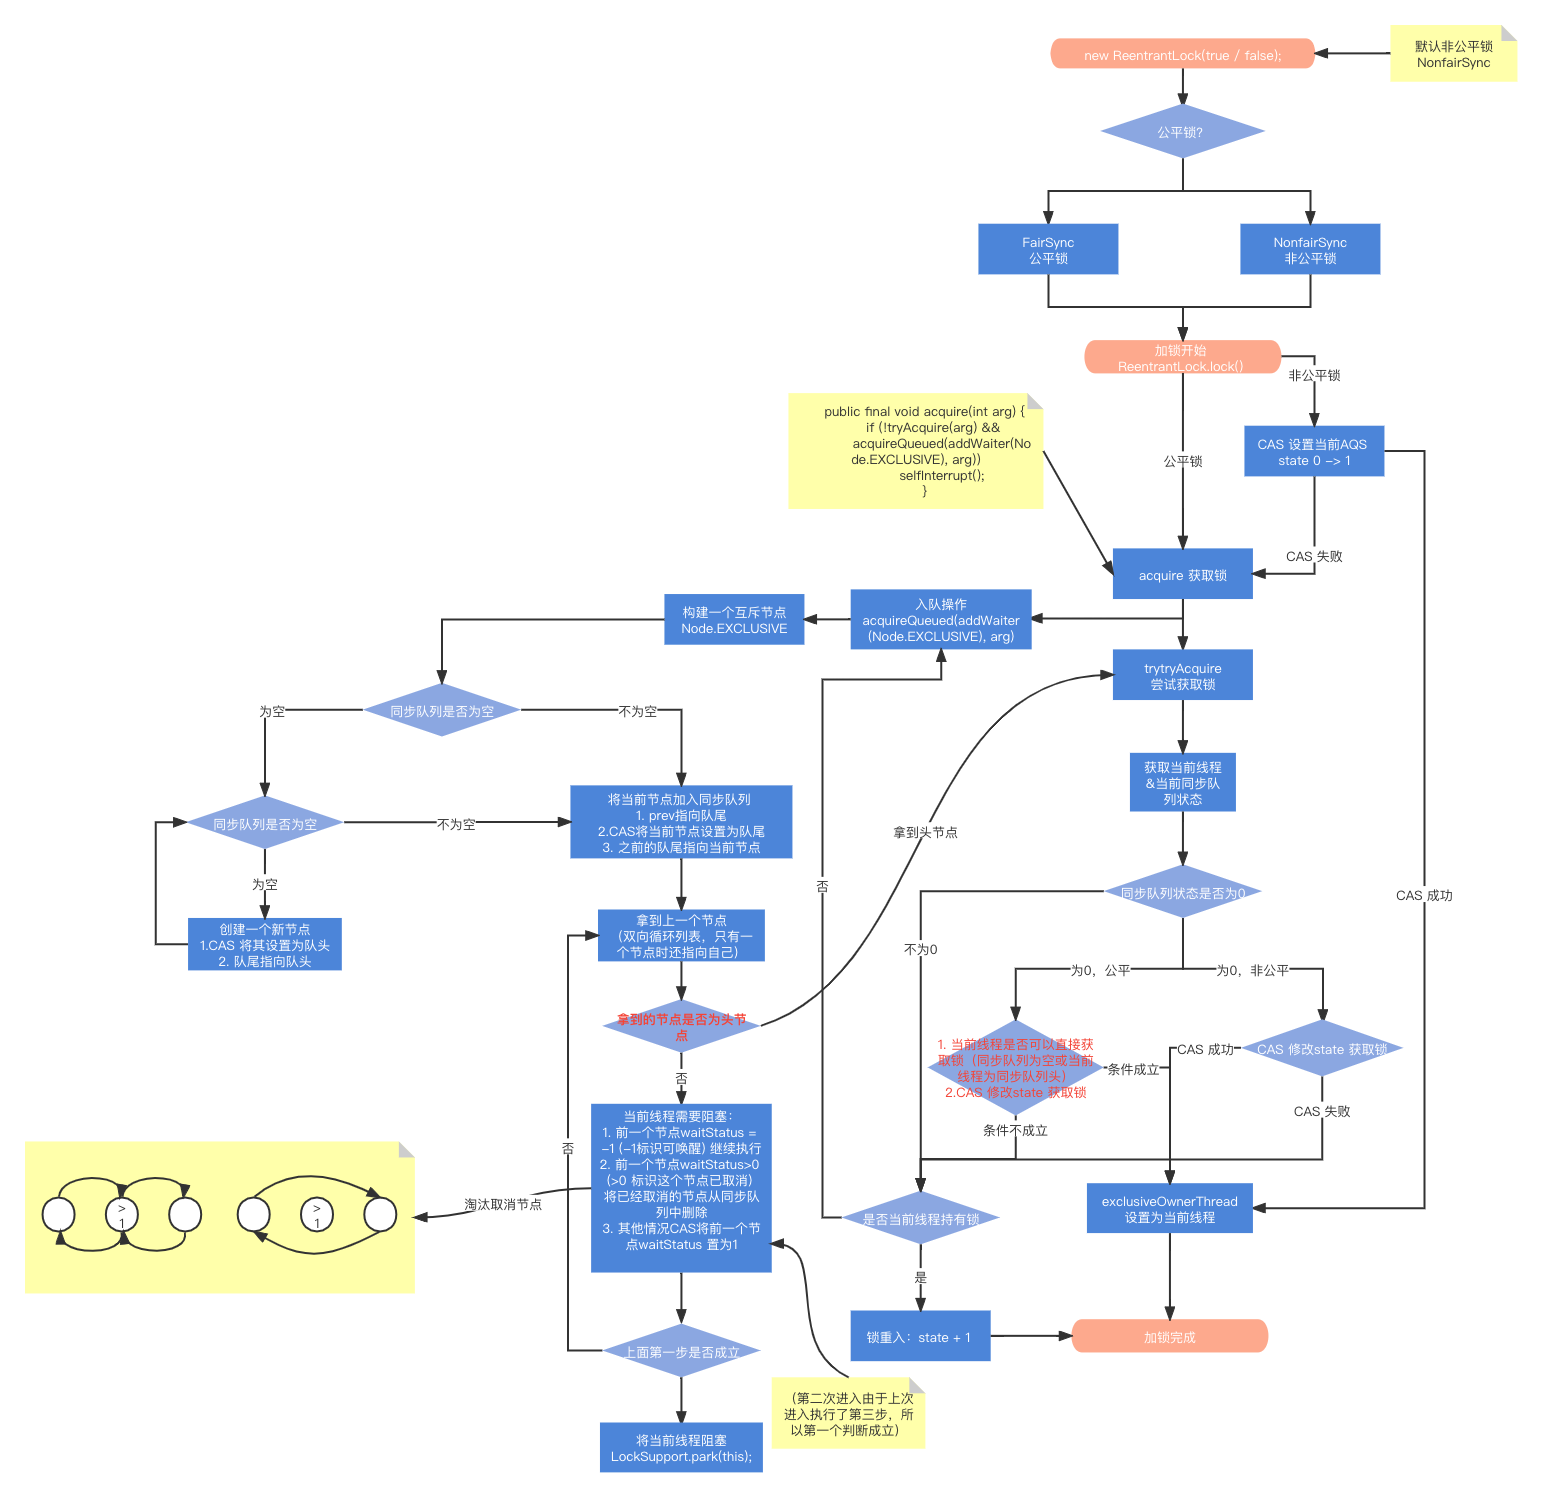 new ReentrantLock(true / false);
默认非公平锁
NonfairSync
公平锁?
FairSync
公平锁
NonfairSync
非公平锁
加锁开始
ReentrantLock.lock()
非公平锁
public final void acquire(int arg) {
if (!tryAcquire(arg) &&
acquireQueued(addWaiter(No
de.EXCLUSIVE), arg))
selfInterrupt();
}
公平锁
CAS 设置当前AQS
state 0 -> 1
CAS 失败
acquire 获取锁
构建一个互斥节点
Node.EXCLUSIVE
入队操作
acquireQueued(addWaiter
(Node.EXCLUSIVE), arg)
trytryAcquire
尝试获取锁
为空
同步队列是否为空
不为空
获取当前线程
&当前同步队
列状态
将当前节点加入同步队列
1. prev指向队尾
2.CAS将当前节点设置为队尾
3. 之前的队尾指向当前节点
同步队列是否为空
不为空
拿到头节点
为空
否
同步队列状态是否为0
CAS 成功
创建一个新节点
1.CAS 将其设置为队头
2. 队尾指向队头
拿到上一个节点
（双向循环列表，只有一
个节点时还指向自己）
不为0
为0，公平
为0，非公平
拿到的节点是否为头节
点
1. 当前线程是否可以直接获
取锁（同步队列为空或当前
线程为同步队列头）
2.CAS 修改state 获取锁
条件成立
CAS 成功
CAS 修改state 获取锁
否
条件不成立
CAS 失败
当前线程需要阻塞：
1. 前一个节点waitStatus =
-1 (-1标识可唤醒) 继续执行
2. 前一个节点waitStatus>0
(>0 标识这个节点已取消)
将已经取消的节点从同步队
列中删除
3. 其他情况CAS将前一个节
点waitStatus 置为1
否
淘汰取消节点
>
1
>
1
是否当前线程持有锁
exclusiveOwnerThread
设置为当前线程
是
上面第一步是否成立
锁重入：state + 1
加锁完成
（第二次进入由于上次
进入执行了第三步，所
以第一个判断成立）
将当前线程阻塞
LockSupport.park(this);